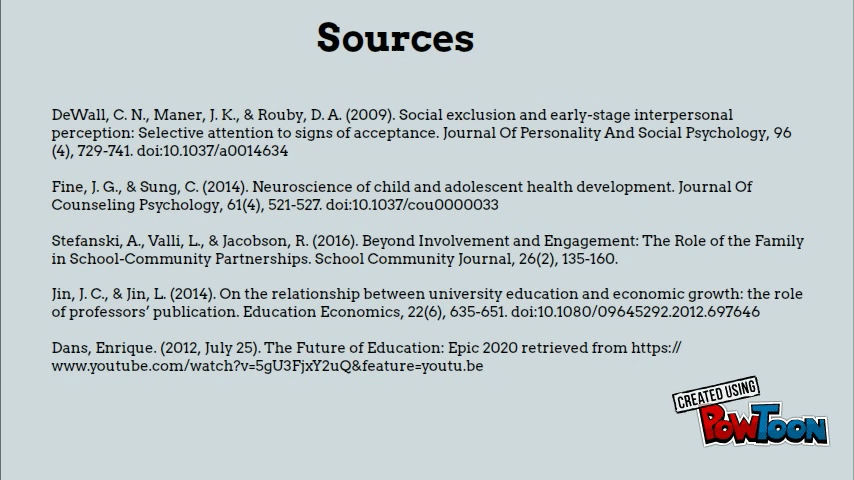 Sources
DeWall, C. N., Maner, J. K., & Rouby, D. A. (2009). Social exclusion and early-stage interpersonal
perception: Selective attention to signs of acceptance. Journal Of Personality And Social Psychology, 96
(4), 729-741. doi:10.1037/a0014634
Fine, J. G., & Sung, C. (2014). Neuroscience of child and adolescent health development. Journal Of
Counseling Psychology, 61(4), 521-527. doi:10.1037/cou0000033
Stefanski, A., Valli, L., & Jacobson, R. (2016). Beyond Involvement and Engagement: The Role of the Family
in School-Community Partnerships. School Community Journal, 26(2), 135-160.
Jin, J. C., & Jin, L. (2014). On the relationship between university education and economic growth: the role
of professors’ publication. Education Economics, 22(6), 635-651. doi:10.1080/09645292.2012.697646
Dans, Enrique. (2012, July 25). The Future of Education: Epic 2020 retrieved from https://
www.youtube.com/watch?v=5gU3FjxY2uQ&feature=youtu.be
CREATED USING
POWTOON